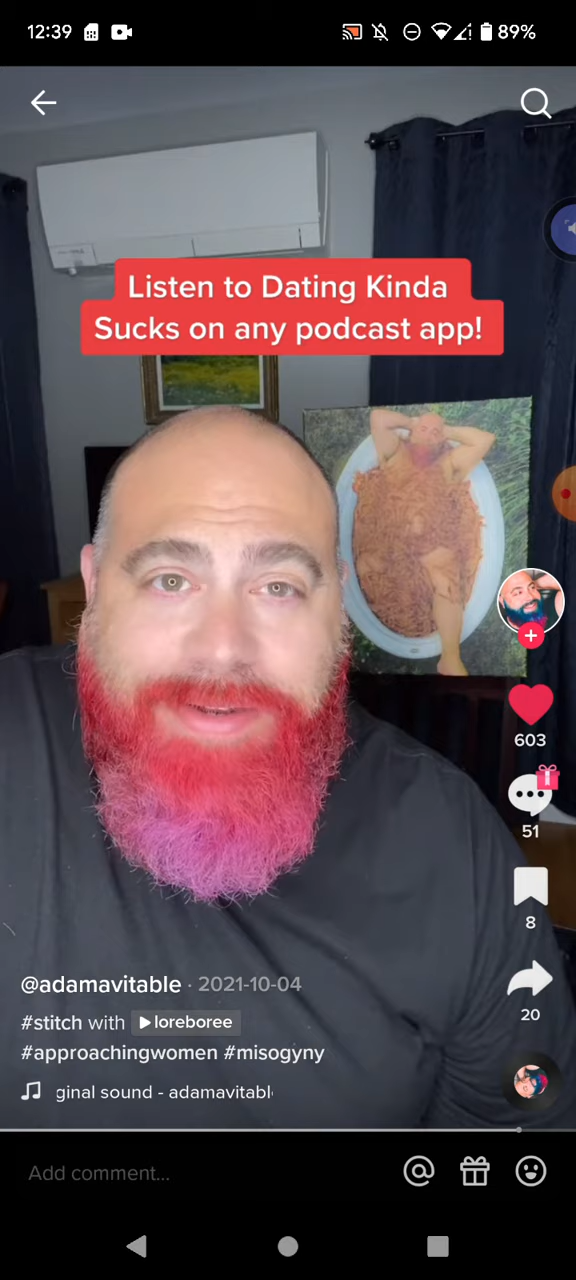 12:39
89%
Listen to Dating Kinda
Sucks on any podcast app!
603
51
8
20
@adamavitable · 2021-10-04
#stitch with loreboree
#approachingwomen #misogyny
ginal sound - adamavitabl
Add comment...